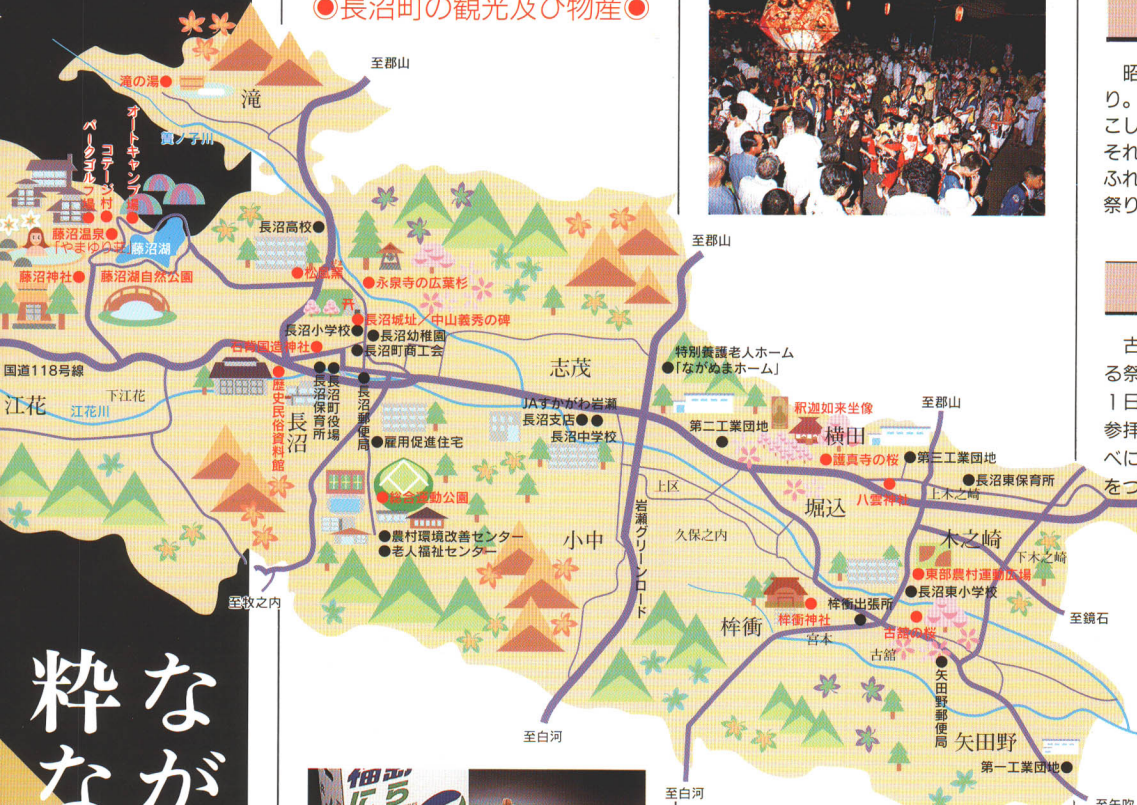 ●長沼町の観光及び物産●
至郡山
滝の湯
滝
簀ノ子川
オートキャンプ場
コテージ村
パークゴルフ場
藤沼温泉
「やまゆり荘」
藤沼湖
藤沼神社
藤沼湖自然公園
長沼高校
松風窯
永泉寺の広葉杉
長沼城址／中山義秀の碑
長沼小学校
長沼幼稚園
長沼町商工会
石背国造神社
国道118号線
江花
下江花
江花川
歴史民俗資料館
長沼
長沼保育所
長沼町役場
長沼郵便局
雇用促進住宅
総合運動公園
農村環境改善センター
老人福祉センター
至牧之内
志茂
JAすかがわ岩瀬
長沼支店
長沼中学校
小中
岩瀬グリーンロード
至白河
至郡山
特別養護老人ホーム
「ながぬまホーム」
第二工業団地
釈迦如来坐像
横田
護真寺の桜
至郡山
第三工業団地
長沼東保育所
八雲神社
上木之崎
堀込
木之崎
下木之崎
上区
久保之内
東部農村運動広場
長沼東小学校
桙衝神社
桙衝出張所
桙衝
宮本
古舘
古舘の桜
至鏡石
矢田野郵便局
矢田野
第一工業団地
至白河
至矢吹
なが
粋な
昭
り。
こし
それ
ふれ
祭り
古
る祭
1日
参拝
べに
をつ